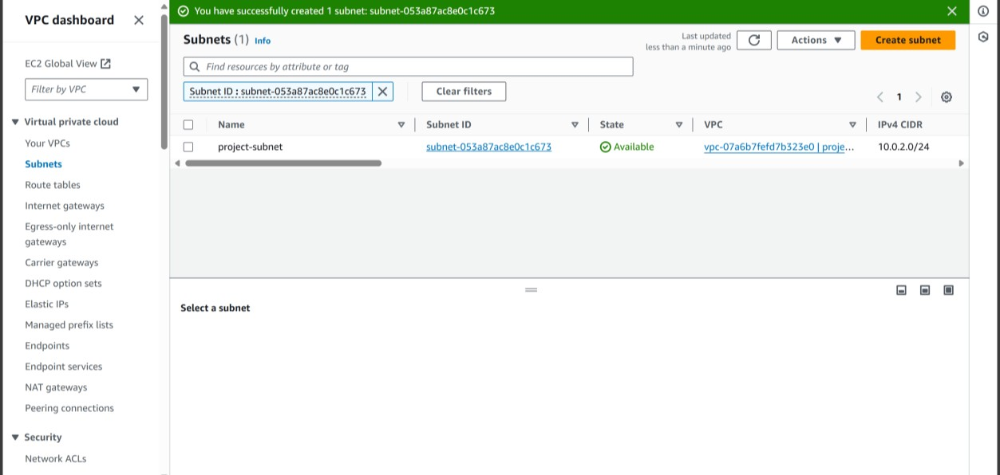 VPC dashboard
EC2 Global View
Filter by VPC
Virtual private cloud
Your VPCs
Subnets
Route tables
Internet gateways
Egress-only internet
gateways
Carrier gateways
DHCP option sets
Elastic IPs
Managed prefix lists
Endpoints
Endpoint services
NAT gateways
Peering connections
Security
Network ACLs
You have successfully created 1 subnet: subnet-053a87ac8e0c1c673
Subnets (1) Info
Last updated
less than a minute ago
Actions
Create subnet
Find resources by attribute or tag
Subnet ID : subnet-053a87ac8e0c1c673
Clear filters
1
Name Subnet ID State VPC IPv4 CIDR
project-subnet subnet-053a87ac8e0c1c673 Available vpc-07a6b7fefd7b323e0 | proje... 10.0.2.0/24
Select a subnet